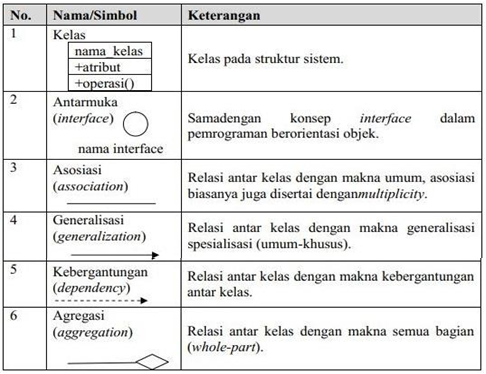 No. Nama/Simbol Keterangan
1 Kelas
nama_kelas
+atribut
+operasi()
Kelas pada struktur sistem.
2 Antarmuka
(interface)
nama interface
Samadengan konsep interface dalam
pemrograman berorientasi objek.
3 Asosiasi
(association)
Relasi antar kelas dengan makna umum, asosiasi
biasanya juga disertai denganmultiplicity.
4 Generalisasi
(generalization)
Relasi antar kelas dengan makna generalisasi
spesialisasi (umum-khusus).
5 Kebergantungan
(dependency)
Relasi antar kelas dengan makna kebergantungan
antar kelas.
6 Agregasi
(aggregation)
Relasi antar kelas dengan makna semua bagian
(whole-part).